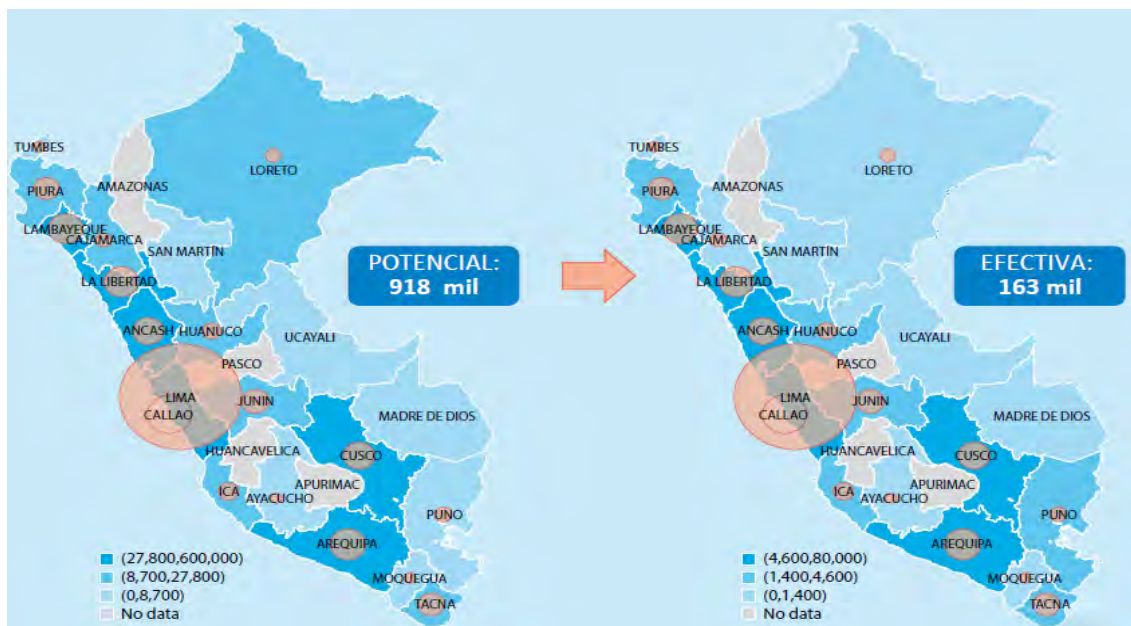 TUMBES
LORETO
AMAZONAS
PIURA
LAMBAYEQUE
CAJAMARCA
SAN MARTÍN
POTENCIAL:
918 mil
LA LIBERTAD
ANCASH
HUANUCO
UCAYALI
PASCO
LIMA
JUNIN
CALLAO
MADRE DE DIOS
HUANCAVELICA
CUSCO
APURIMAC
ICA
AYACUCHO
PUNO
AREQUIPA
(27,800,600,000)
(8,700,27,800)
MOQUEGUA
(0,8,700)
TACNA
No data
TUMBES
LORETO
AMAZONAS
PIURA
LAMBAYEQUE
CAJAMARCA
SAN MARTÍN
EFECTIVA:
163 mil
LA LIBERTAD
ANCASH
HUANUCO
UCAYALI
PASCO
LIMA
JUNIN
CALLAO
MADRE DE DIOS
HUANCAVELICA
CUSCO
APURIMAC
ICA
AYACUCHO
PUNO
AREQUIPA
(4,600,80,000)
(1,400,4,600)
MOQUEGUA
(0,1,400)
TACNA
No data